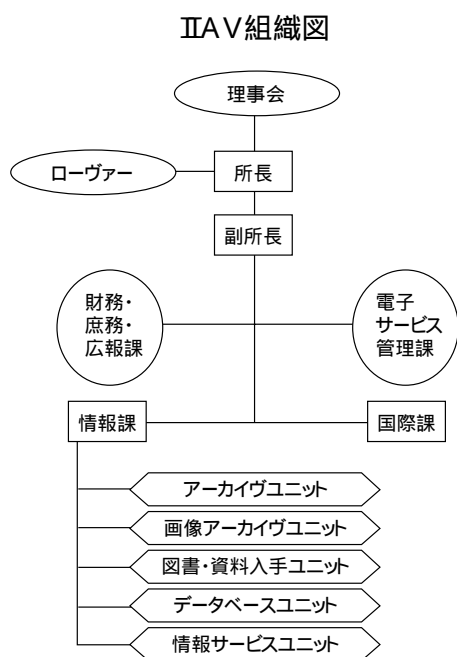 IIAV組織図
理事会
ローヴァー
所長
副所長
財務・
庶務・
広報課
電子
サービス
管理課
情報課
国際課
アーカイヴユニット
画像アーカイヴユニット
図書・資料入手ユニット
データベースユニット
情報サービスユニット